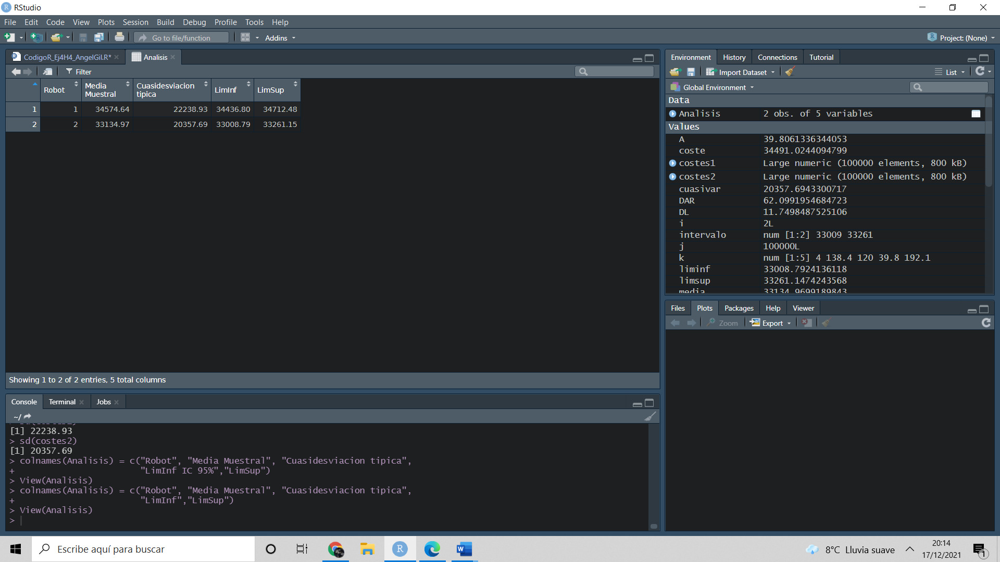 RStudio
File Edit Code View Plots Session Build Debug Profile Tools Help
Go to file/function Addins Project: (None)
CodigoR_Ej4H4_AngelGil.R* Analisis
Filter
Robot Media Muestral Cuasidesviacion tipica LimInf LimSup
1 1 34574.64 22238.93 34436.80 34712.48
2 2 33134.97 20357.69 33008.79 33261.15
Showing 1 to 2 of 2 entries, 5 total columns
Console Terminal Jobs
~/
[1] 22238.93
> sd(costes2)
[1] 20357.69
> colnames(Analisis) = c("Robot", "Media Muestral", "Cuasidesviacion tipica",
+ "LimInf IC 95%","LimSup")
> View(Analisis)
> colnames(Analisis) = c("Robot", "Media Muestral", "Cuasidesviacion tipica",
+ "LimInf","LimSup")
> View(Analisis)
>
Environment History Connections Tutorial
Import Dataset List
Global Environment
Data
Analisis 2 obs. of 5 variables
Values
A 39.8061336344053
coste 34491.0244094799
costes1 Large numeric (100000 elements, 800 kB)
costes2 Large numeric (100000 elements, 800 kB)
cuasivar 20357.6943300717
DAR 62.0991954684723
DL 11.7498487525106
i 2L
intervalo num [1:2] 33009 33261
j 100000L
k num [1:5] 4 138.4 120 39.8 192.1
liminf 33008.7924136118
limsup 33261.1474243568
media 33134.9699189843
Files Plots Packages Help Viewer
Zoom Export
Escribe aquí para buscar
8°C Lluvia suave
20:14
17/12/2021
1